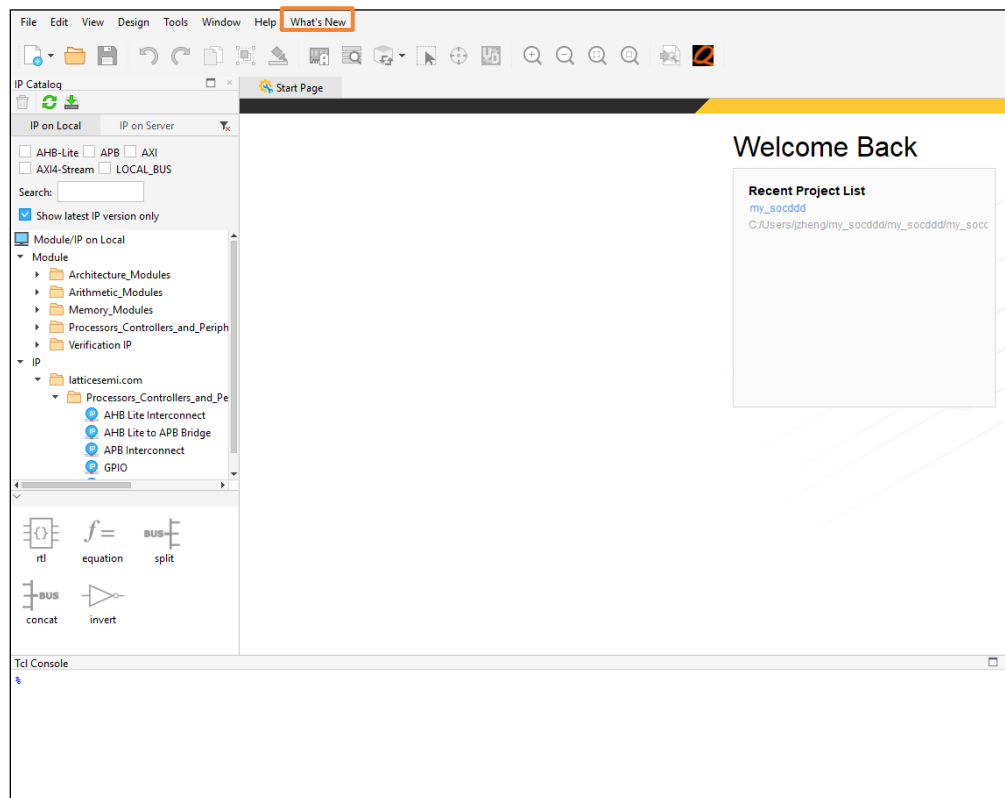 File Edit View Design Tools Window Help What's New
IP Catalog
Start Page
IP on Local IP on Server
AHB-Lite APB AXI
AXI4-Stream LOCAL_BUS
Search:
Show latest IP version only
Module/IP on Local
Module
Architecture_Modules
Arithmetic_Modules
Memory_Modules
Processors_Controllers_and_Periph
Verification IP
IP
latticesemi.com
Processors_Controllers_and_Pe
AHB Lite Interconnect
AHB Lite to APB Bridge
APB Interconnect
GPIO
rtl equation split
BUS
BUS
concat invert
Welcome Back
Recent Project List
my_socddd
C:/Users/jzheng/my_socddd/my_socddd/my_socc
Tcl Console
%